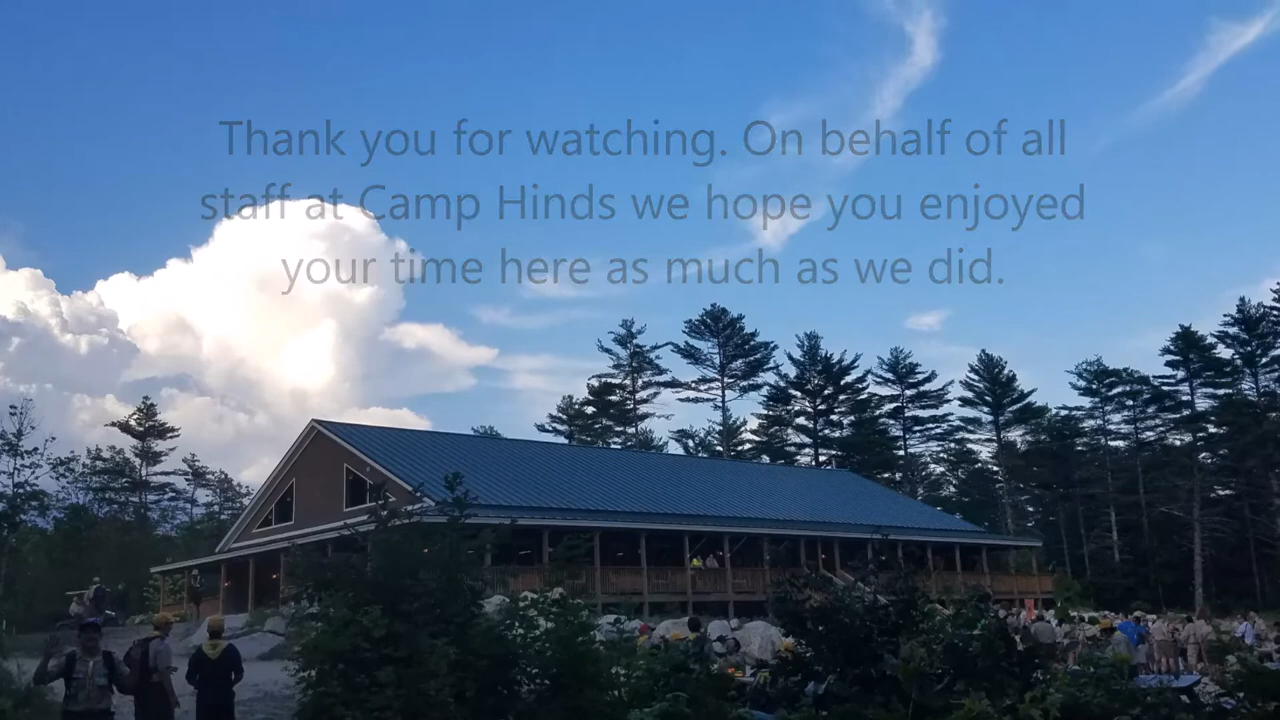 Thank you for watching. On behalf of all
staff at Camp Hinds we hope you enjoyed
your time here as much as we did.